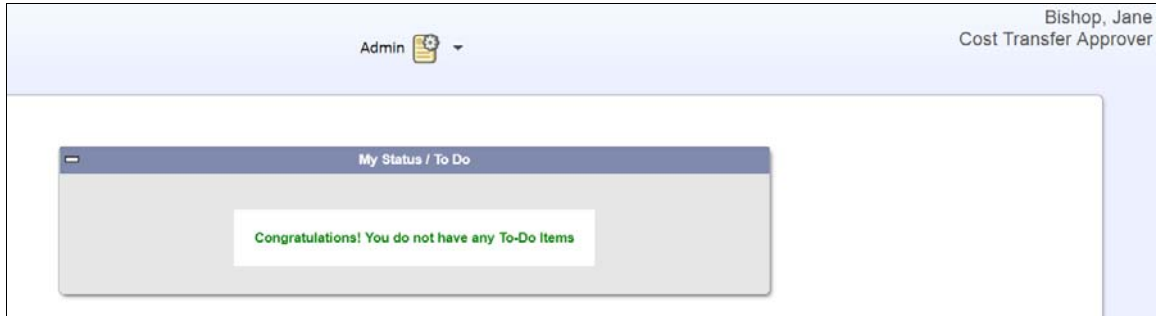 Admin
Bishop, Jane
Cost Transfer Approver
My Status / To Do
Congratulations! You do not have any To-Do Items